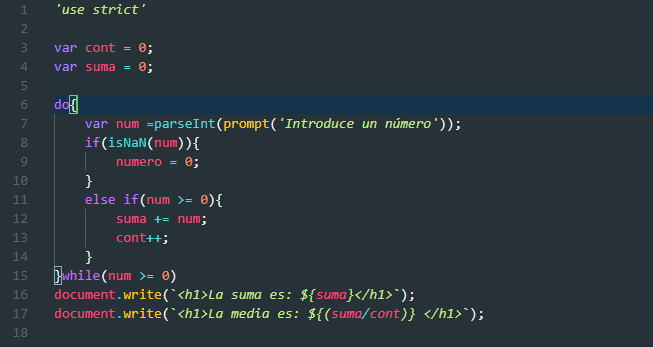 1 'use strict'
2
3 var cont = 0;
4 var suma = 0;
5
6 do{
7 var num =parseInt(prompt('Introduce un número'));
8 if(isNaN(num)){
9 numero = 0;
10 }
11 else if(num >= 0){
12 suma += num;
13 cont++;
14 }
15 }while(num >= 0)
16 document.write(`<h1>La suma es: ${suma}</h1>`);
17 document.write(`<h1>La media es: ${(suma/cont)} </h1>`);
18